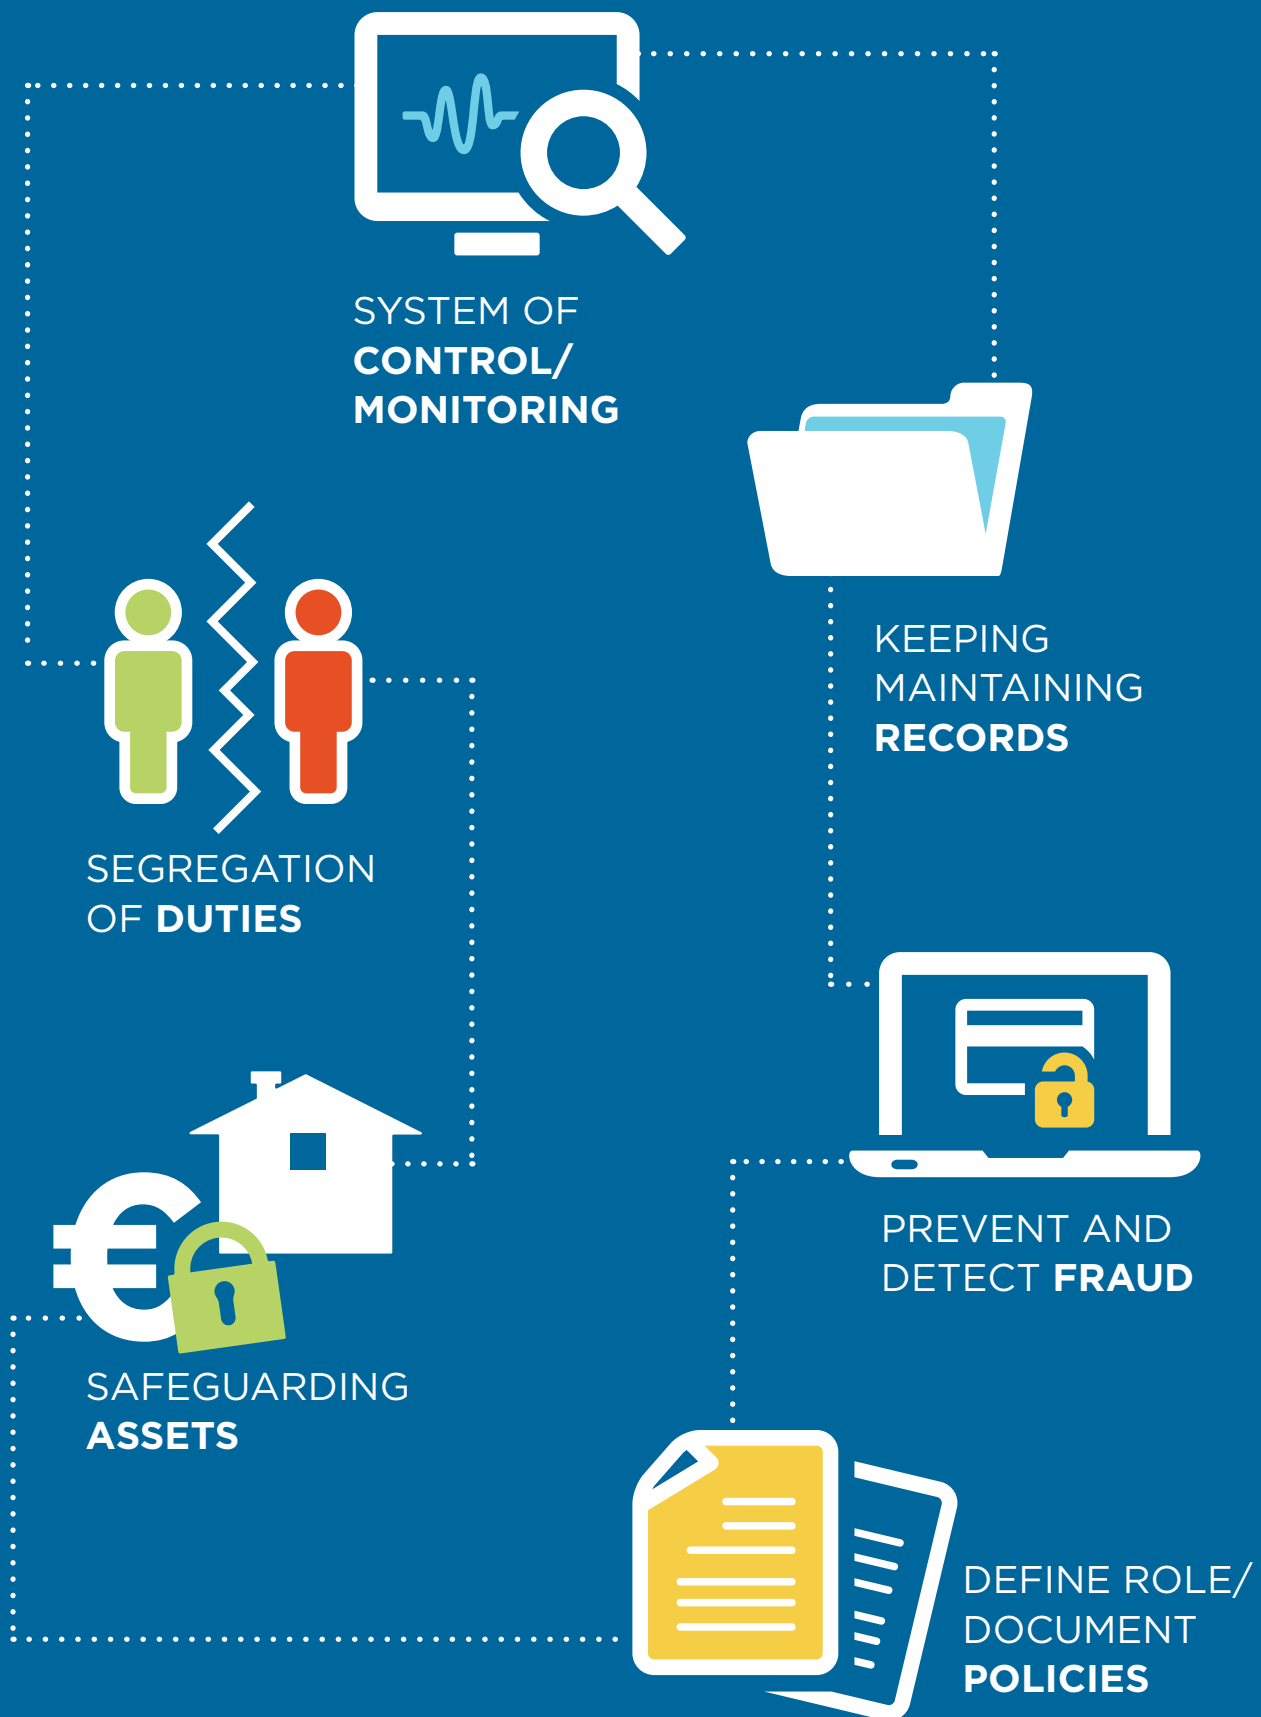 SYSTEM OF
CONTROL/
MONITORING
KEEPING
MAINTAINING
RECORDS
SEGREGATION
OF DUTIES
PREVENT AND
DETECT FRAUD
SAFEGUARDING
ASSETS
DEFINE ROLE/
DOCUMENT
POLICIES